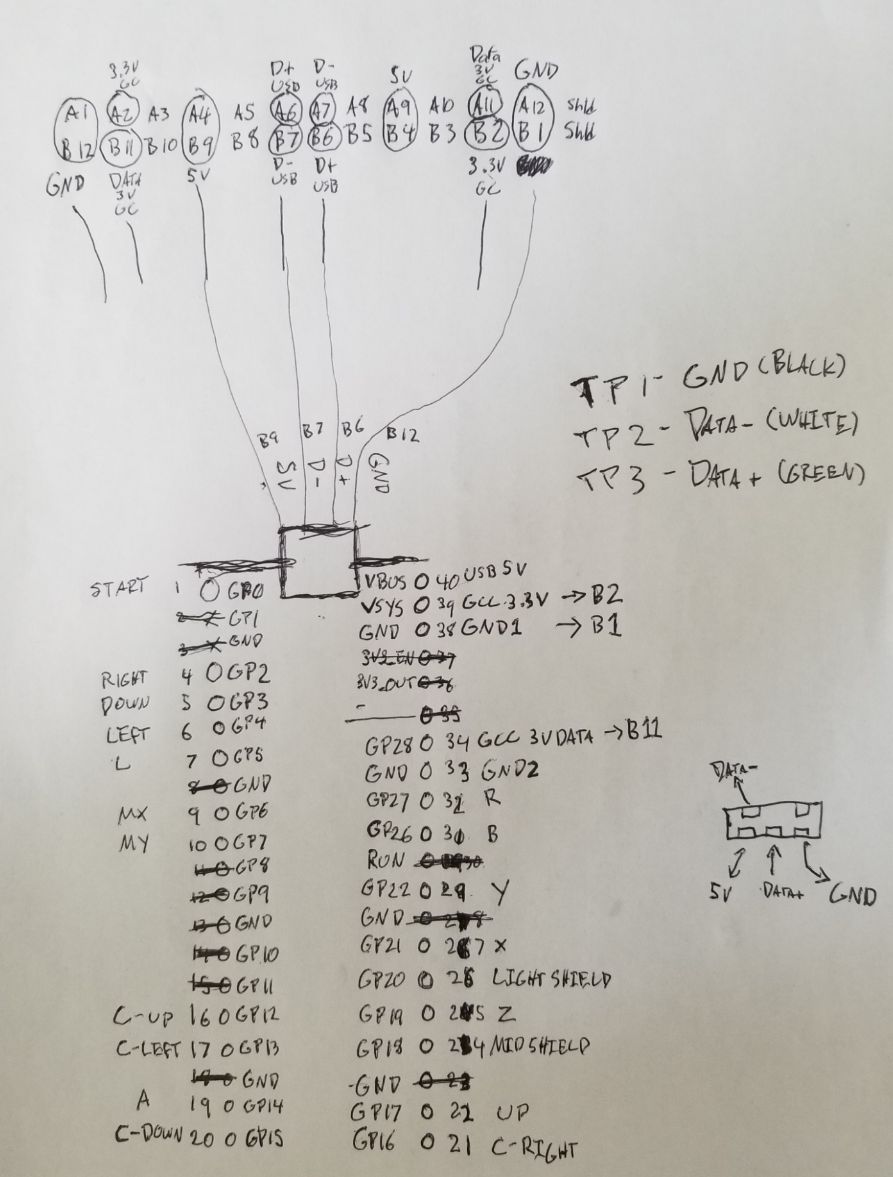 3.3V D+ D- 5V Data GND
GC USB USB 3V
GC
A1 A2 A3 A4 A5 A6 A7 A8 A9 A10 A11 A12 Shld
B12 B11 B10 B9 B8 B7 B6 B5 B4 B3 B2 B1 Shld
GND DATA 5V D- D+ 3.3V
3V USB USB GC
GC
TP1- GND (BLACK)
TP2- DATA- (WHITE)
TP3 - DATA+ (GREEN)
B9 B7 B6 B12
5V D- D+ GND
START 1 O GP0
2 GP1
3 GND
RIGHT 4 O GP2
DOWN 5 O GP3
LEFT 6 O GP4
L 7 O GP5
8 O GND
MX 9 O GP6
MY 10 O GP7
11 O GP8
12 O GP9
13 O GND
14 O GP10
15 O GP11
C-UP 16 O GP12
C-LEFT 17 O GP13
18 O GND
A 19 O GP14
C-DOWN 20 O GP15
VBUS O 40 USB 5V
VSYS O 39 GCC 3.3V → B2
GND O 38 GND1 → B1
3V3_EN O 37
3V3_OUT O 36
- O 35
GP28 O 34 GCC 3V DATA → B11
GND O 33 GND2
GP27 O 32 R
GP26 O 31 B
RUN O 30
GP22 O 29 Y
GND O 28
GP21 O 27 X
GP20 O 26 LIGHTSHIELD
GP19 O 25 Z
GP18 O 24 MIDSHIELD
GND O 23
GP17 O 22 UP
GP16 O 21 C-RIGHT
DATA-
5V DATA+ GND